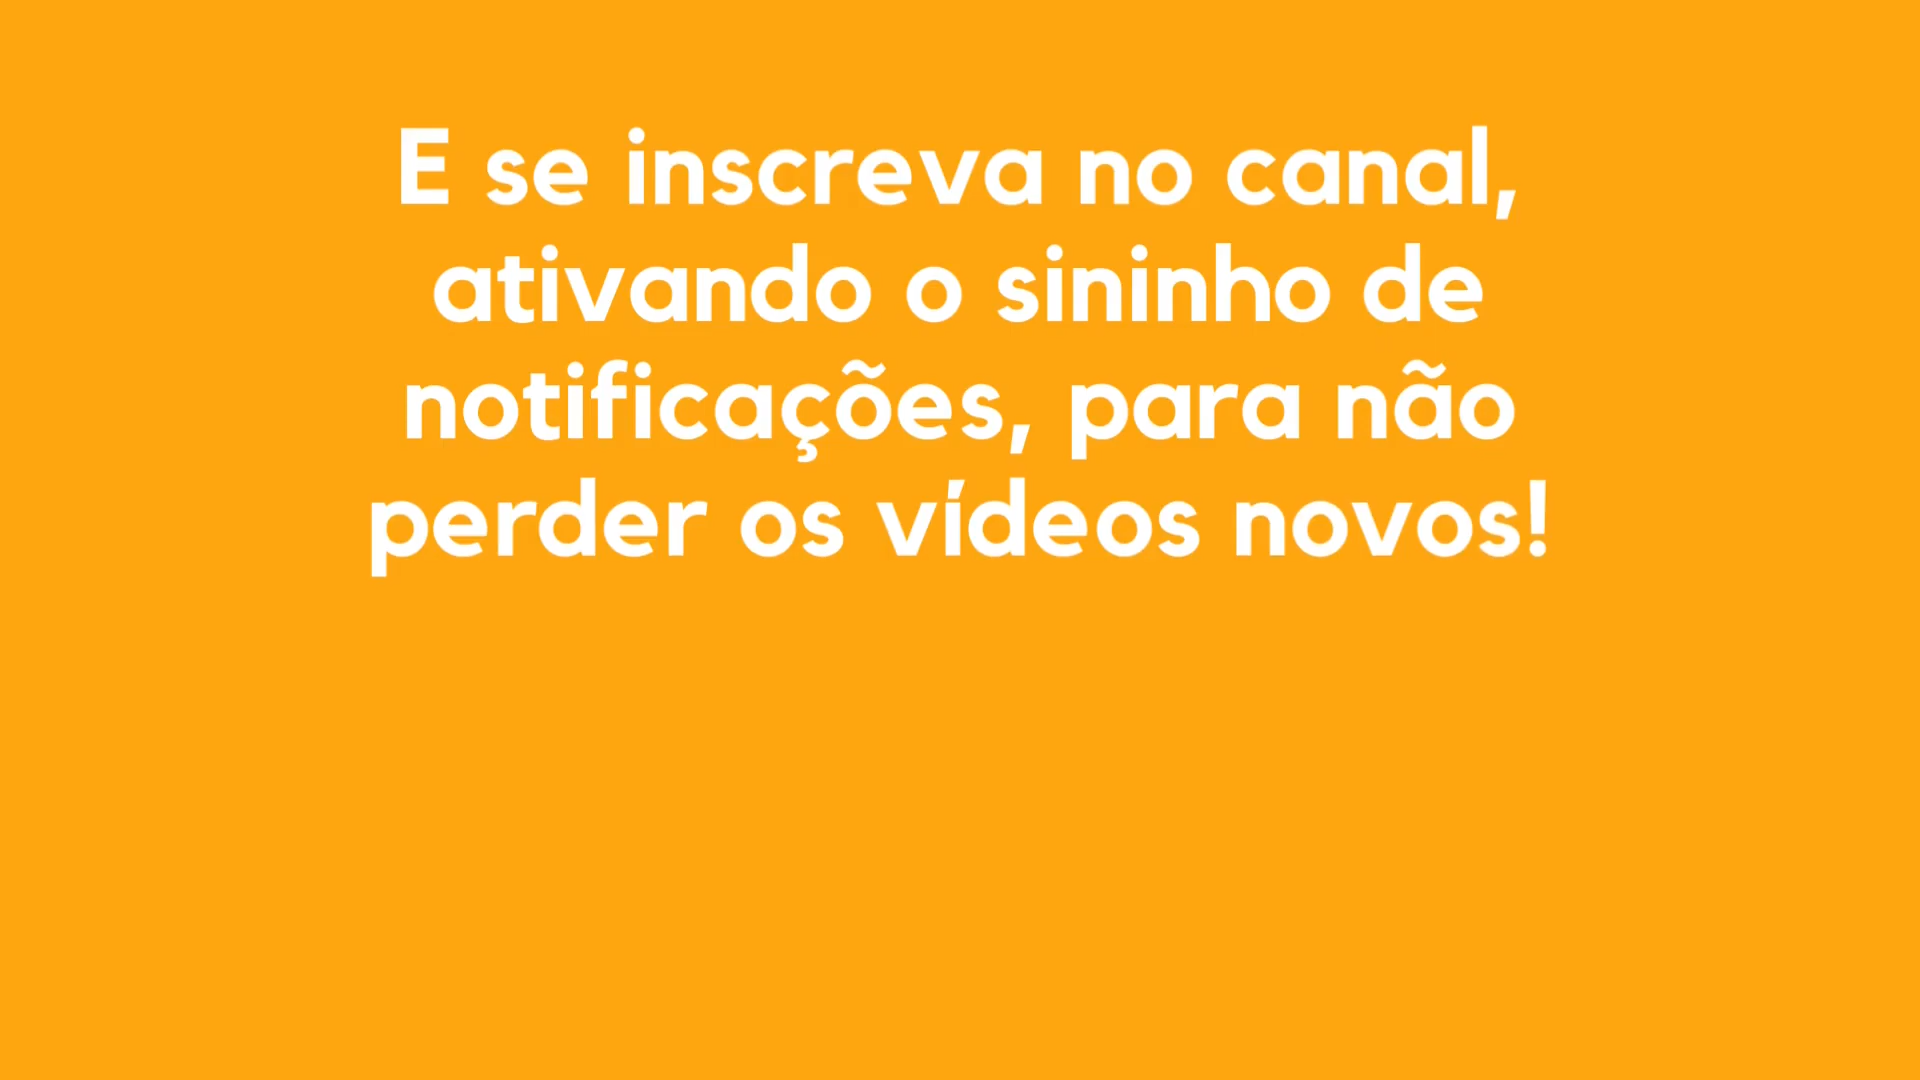 E se inscreva no canal,
ativando o sininho de
notificações, para não
perder os vídeos novos!